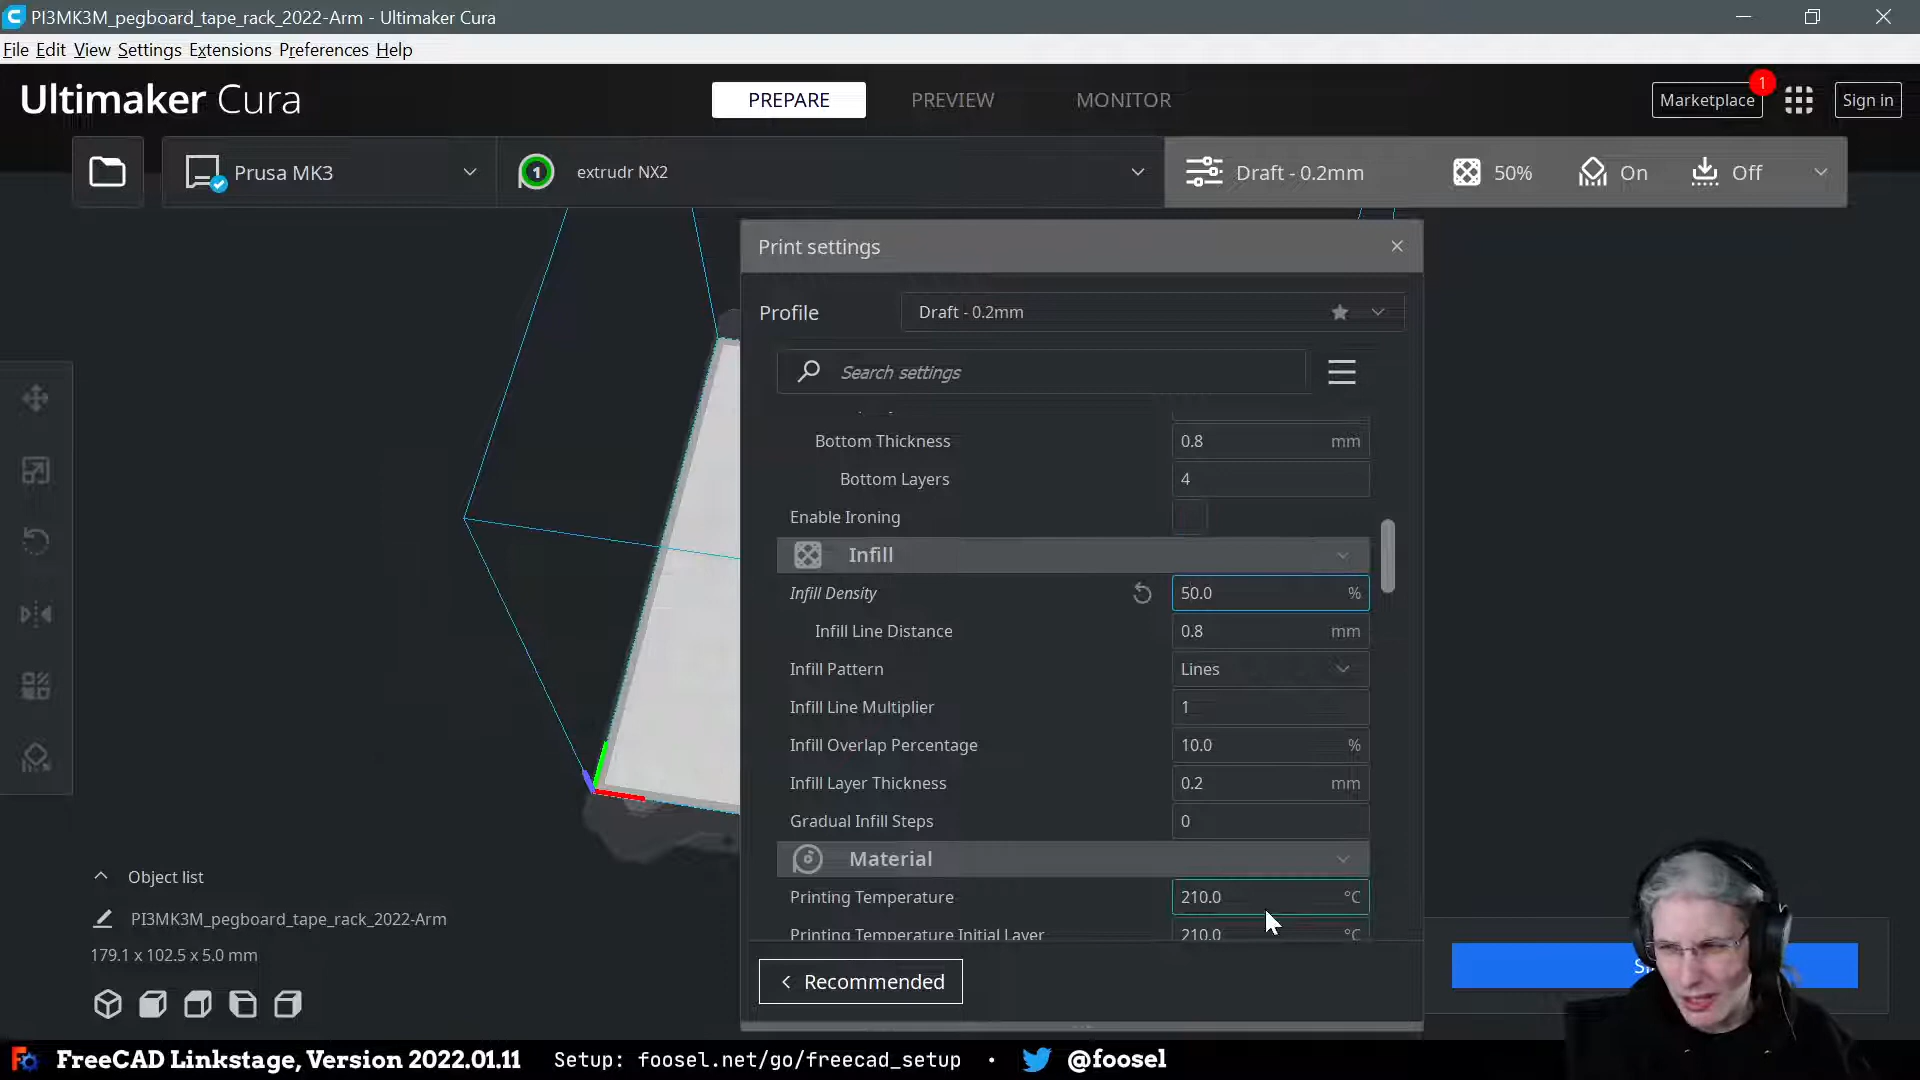 PI3MK3M_pegboard_tape_rack_2022-Arm - Ultimaker Cura
File Edit View Settings Extensions Preferences Help
Ultimaker Cura
PREPARE
PREVIEW
MONITOR
Marketplace
1
Sign in
Prusa MK3
1
extrudr NX2
Draft - 0.2mm
50%
On
Off
Print settings
Profile
Draft - 0.2mm
Search settings
Bottom Thickness 0.8 mm
Bottom Layers 4
Enable Ironing
Infill
Infill Density 50.0 %
Infill Line Distance 0.8 mm
Infill Pattern Lines
Infill Line Multiplier 1
Infill Overlap Percentage 10.0 %
Infill Layer Thickness 0.2 mm
Gradual Infill Steps 0
Material
Printing Temperature 210.0 °C
Printing Temperature Initial Layer 210.0 °C
Recommended
Object list
PI3MK3M_pegboard_tape_rack_2022-Arm
179.1 x 102.5 x 5.0 mm
FreeCAD Linkstage, Version 2022.01.11 Setup: foosel.net/go/freecad_setup • @foosel